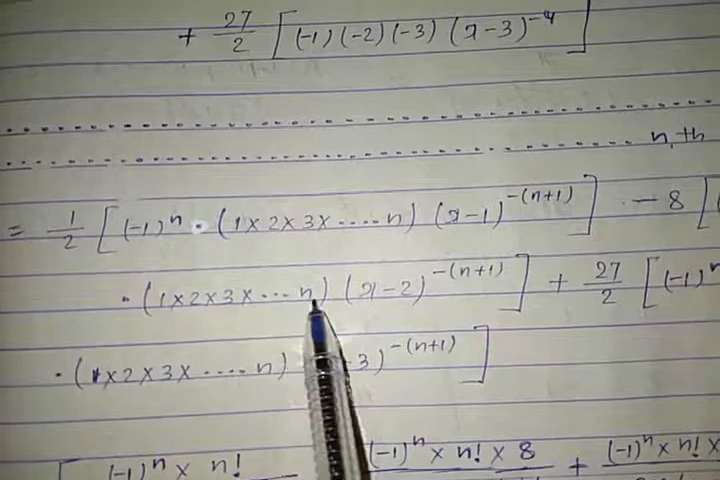 + 27/2 [ (-1) (-2) (-3) (x-3)^-4 ]
.......................................................
....................................................... n th
= 1/2 [ (-1)^n · (1×2×3×.....n) (x-1)^-(n+1) ] - 8 [
· (1×2×3×...n) (x-2)^-(n+1) ] + 27/2 [ (-1)^n
· (1×2×3×....n) -3)^-(n+1) ]
[ (-1)^n × n! (-1)^n × n! × 8 + (-1)^n × n! ×